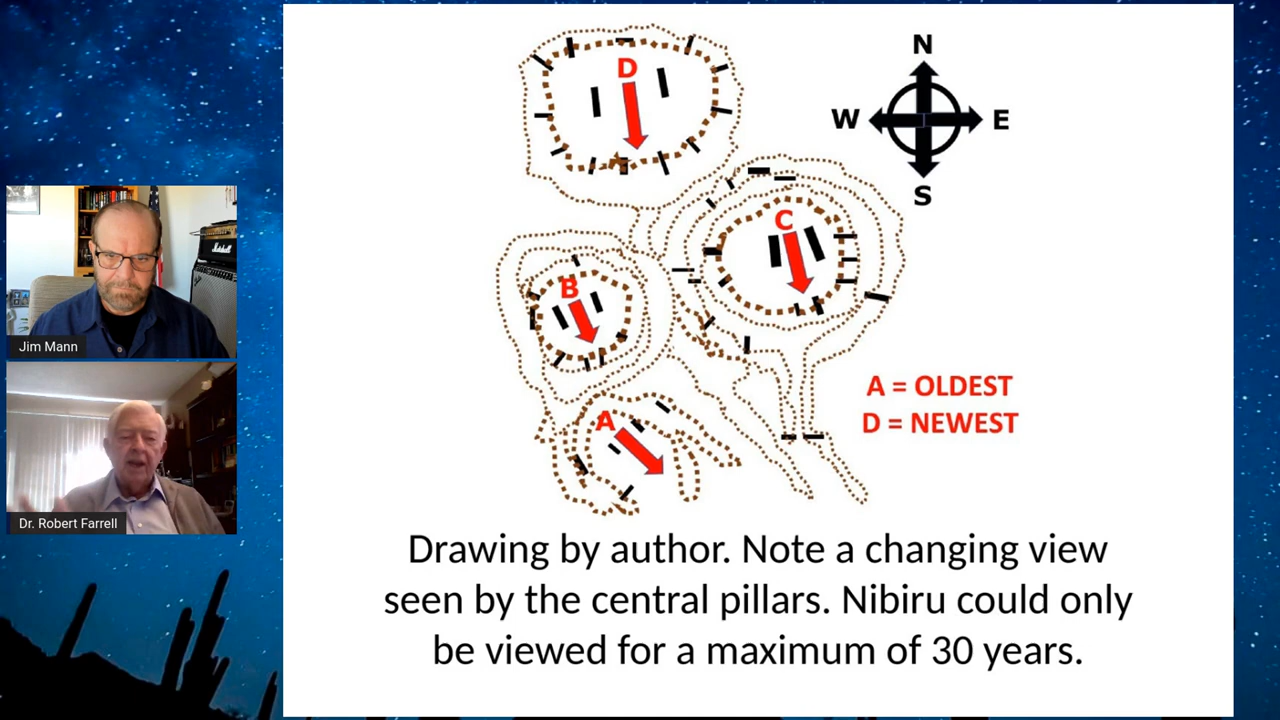 D
N
W
E
S
C
B
A
A = OLDEST
D = NEWEST
Marshall
Jim Mann
Dr. Robert Farrell
Drawing by author. Note a changing view
seen by the central pillars. Nibiru could only
be viewed for a maximum of 30 years.